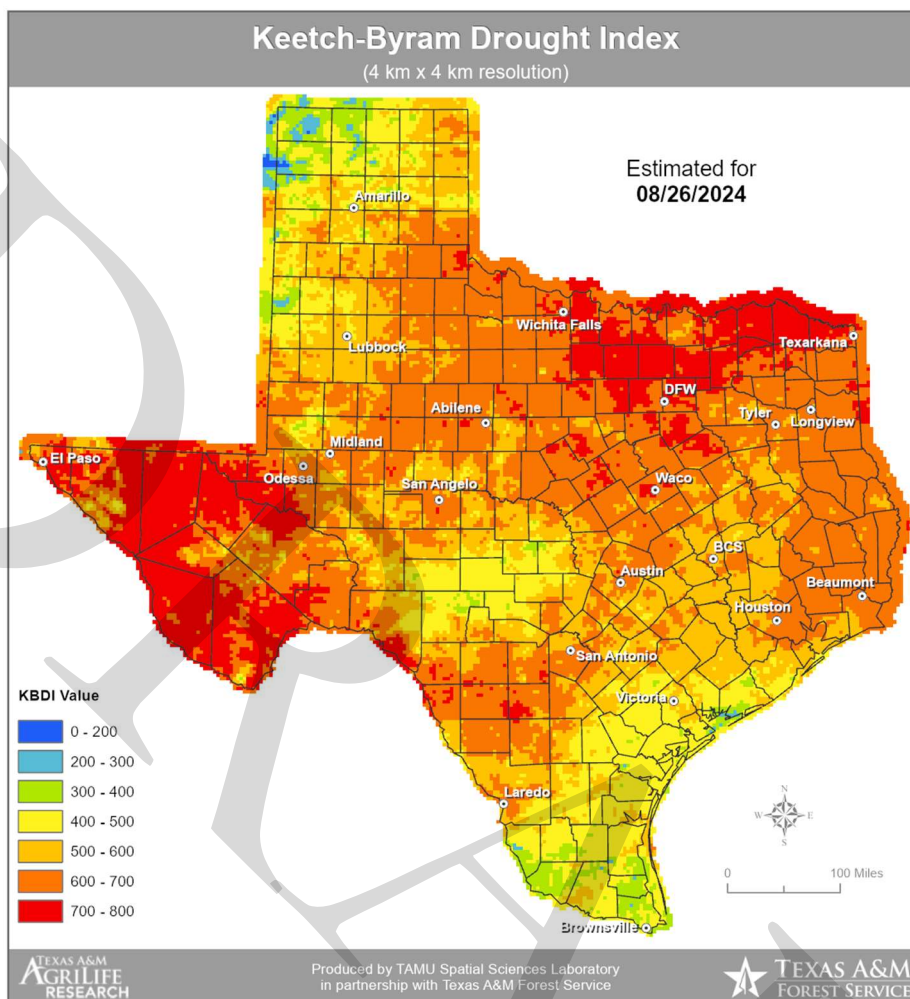 Keetch-Byram Drought Index
(4 km x 4 km resolution)
Estimated for
08/26/2024
Amarillo
Wichita Falls
Texarkana
Lubbock
DFW
Abilene
Tyler
Longview
Midland
El Paso
Odessa
San Angelo
Waco
BCS
Austin
Beaumont
Houston
San Antonio
Victoria
KBDI Value
0 - 200
200 - 300
300 - 400
400 - 500
500 - 600
600 - 700
700 - 800
Laredo
N
W
E
S
0
100 Miles
Brownsville
TEXAS A&M
AGRILIFE
RESEARCH
Produced by TAMU Spatial Sciences Laboratory
in partnership with Texas A&M Forest Service
TEXAS A&M
FOREST SERVICE